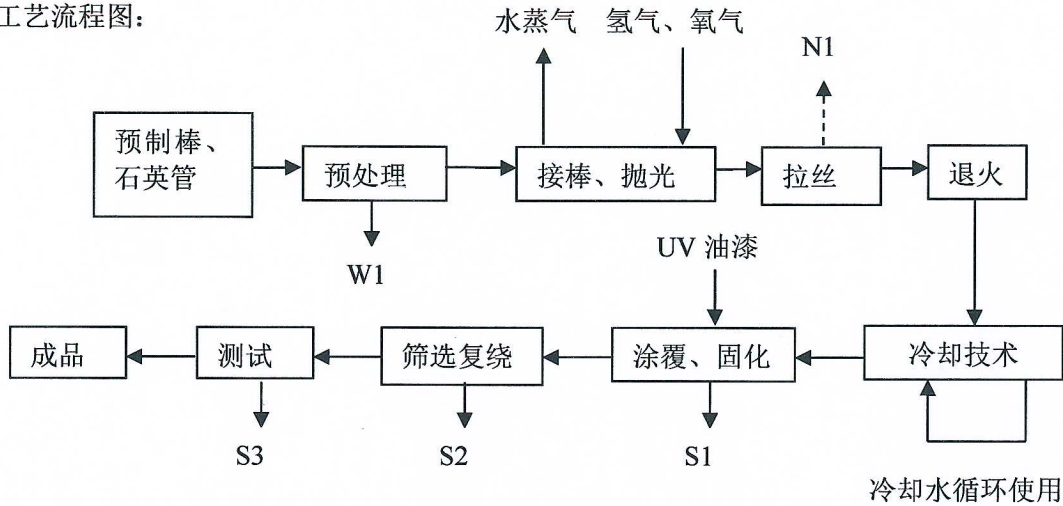 工艺流程图：
水蒸气 氢气、氧气
N1
预制棒、
石英管
预处理
接棒、抛光
拉丝
退火
W1
UV 油漆
成品
测试
筛选复绕
涂覆、固化
冷却技术
S3
S2
S1
冷却水循环使用